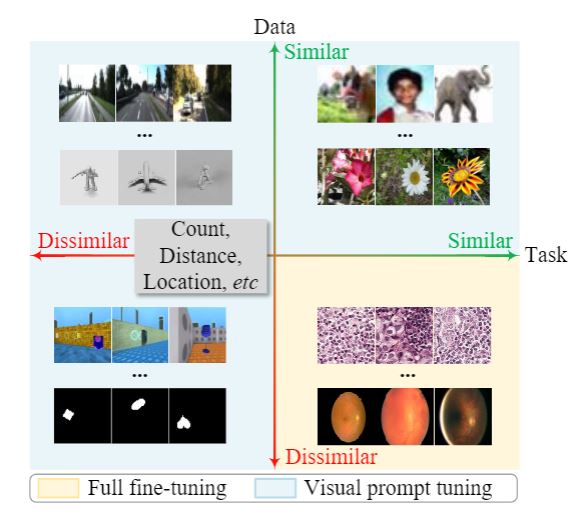 Data
Similar
...
...
Dissimilar
Count,
Distance,
Location, etc
Similar
Task
...
...
Dissimilar
Full fine-tuning
Visual prompt tuning